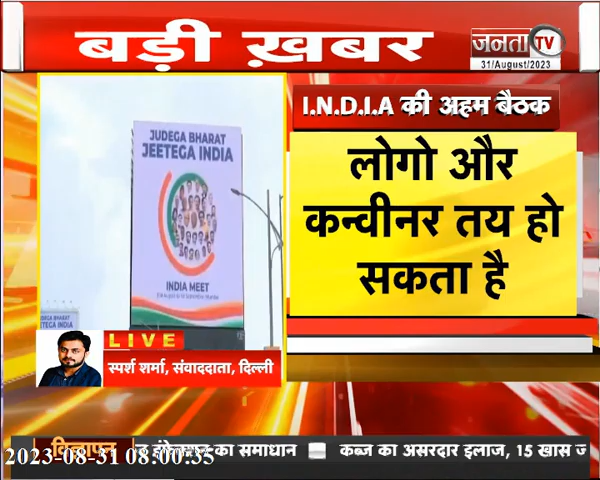 बड़ी ख़बर
जनता TV
31/August/2023
I.N.D.I.A की अहम बैठक
लोगो और
कन्वीनर तय हो
सकता है
JUDEGA BHARAT
JEETEGA INDIA
INDIA MEET
LIVE
स्पर्श शर्मा, संवाददाता, दिल्ली
विज्ञापन
का समाधान
कब्ज का असरदार इलाज, 15 खास ज
2023-08-31 08:00:35